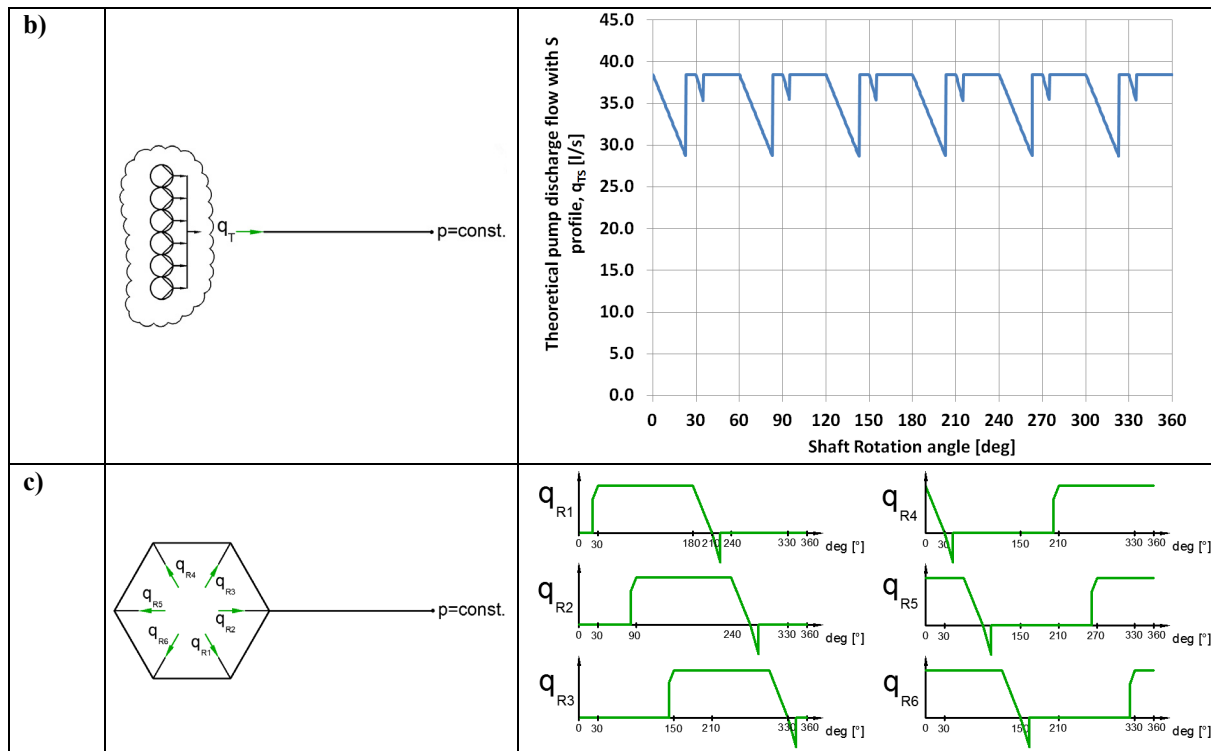 b)
q_T
p=const.
Theoretical pump discharge flow with S
profile, q_TS [l/s]
45.0
40.0
35.0
30.0
25.0
20.0
15.0
10.0
5.0
0.0
0 30 60 90 120 150 180 210 240 270 300 330 360
Shaft Rotation angle [deg]
c)
q_R4
q_R3
q_R5
q_R2
q_R6
q_R1
p=const.
q_R1
0 30 180 210 240 330 360
deg [°]
q_R4
0 30 150 210 330 360
deg [°]
q_R2
0 30 90 240 330 360
deg [°]
q_R5
0 30 150 210 270 330 360
deg [°]
q_R3
0 30 150 210 330 360
deg [°]
q_R6
0 30 150 210 330 360
deg [°]